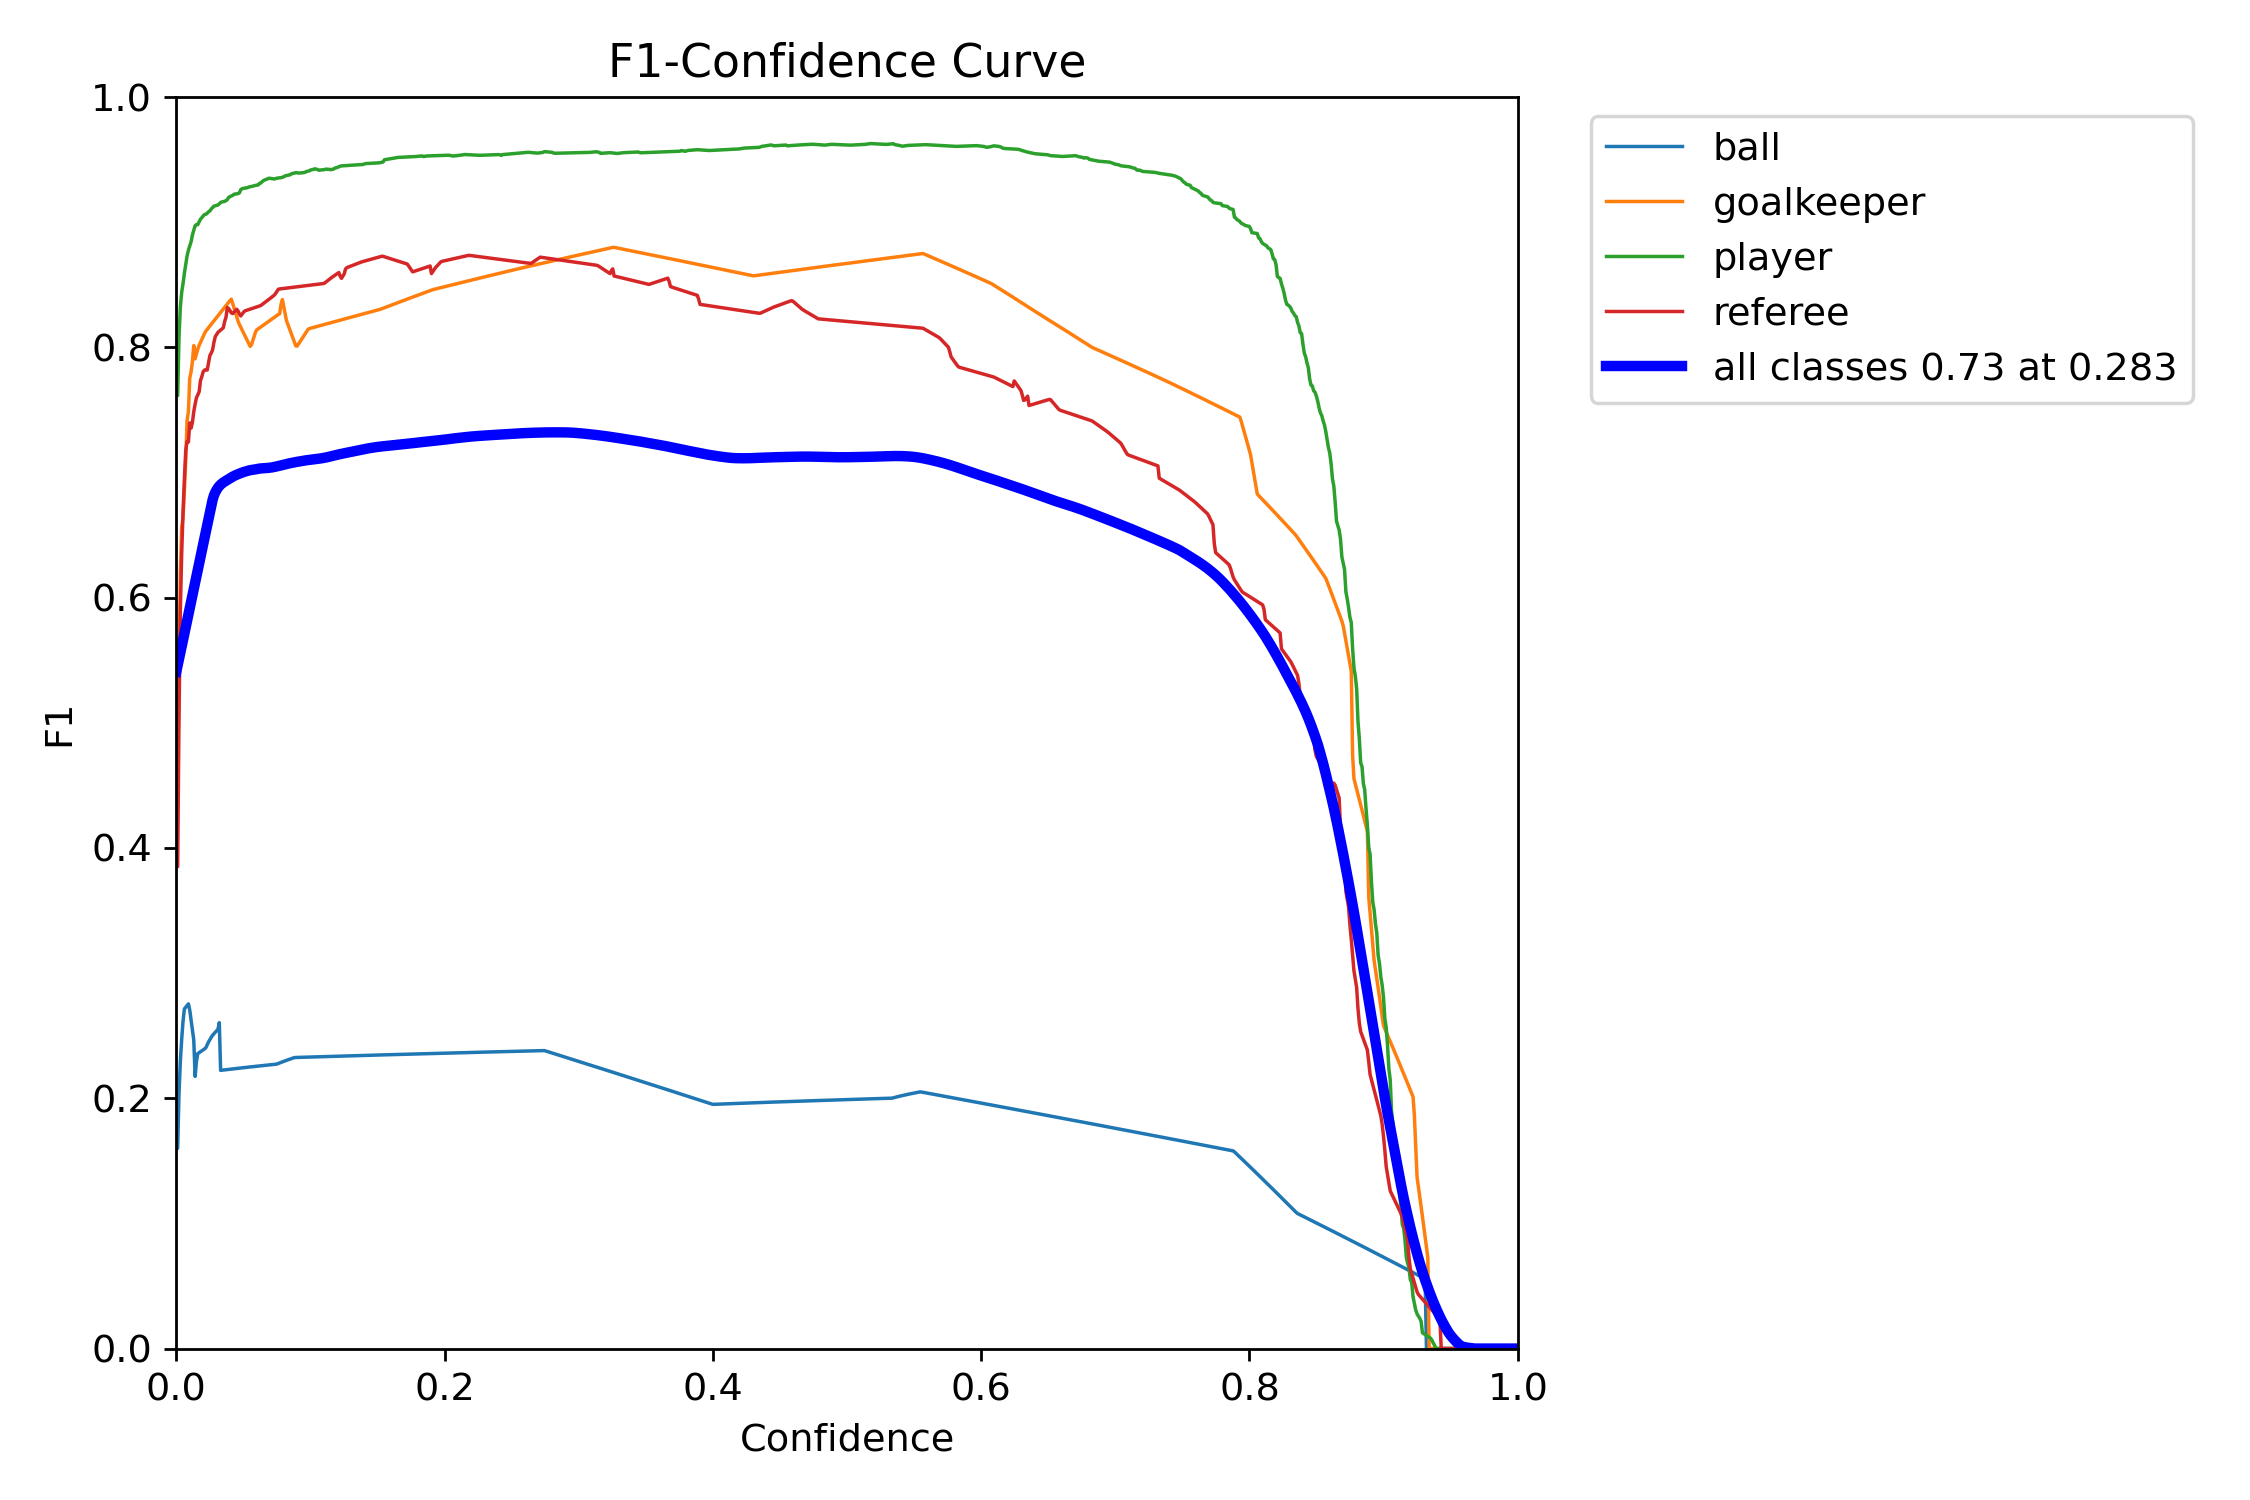 F1-Confidence Curve
1.0
0.8
0.6
0.4
0.2
0.0
F1
0.0 0.2 0.4 0.6 0.8 1.0
Confidence
ball
goalkeeper
player
referee
all classes 0.73 at 0.283